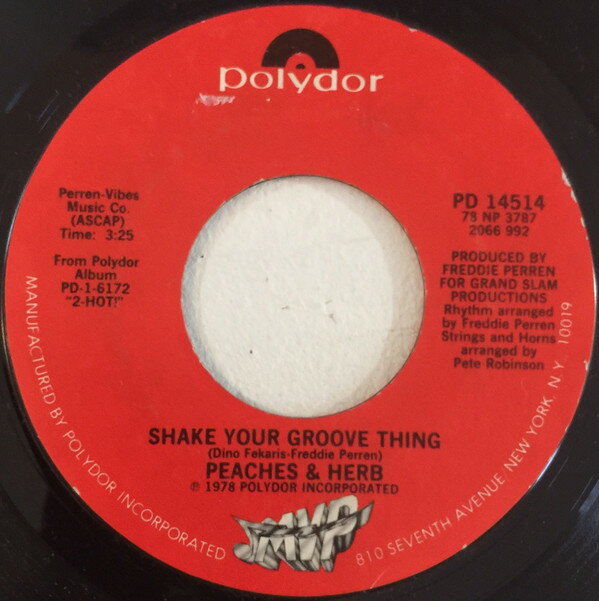 polydor
Perren-Vibes
Music Co.
(ASCAP)
Time: 3:25
From Polydor
Album
PD-1-6172
"2-HOT!"
PD 14514
78 NP 3787
2066 992
PRODUCED BY
FREDDIE PERREN
FOR GRAND SLAM
PRODUCTIONS
Rhythm arranged
by Freddie Perren
Strings and Horns
arranged by
Pete Robinson
SHAKE YOUR GROOVE THING
(Dino Fekaris-Freddie Perren)
PEACHES & HERB
℗ 1978 POLYDOR INCORPORATED
MVP
MANUFACTURED BY POLYDOR INCORPORATED 810 SEVENTH AVENUE NEW YORK, N.Y. 10019